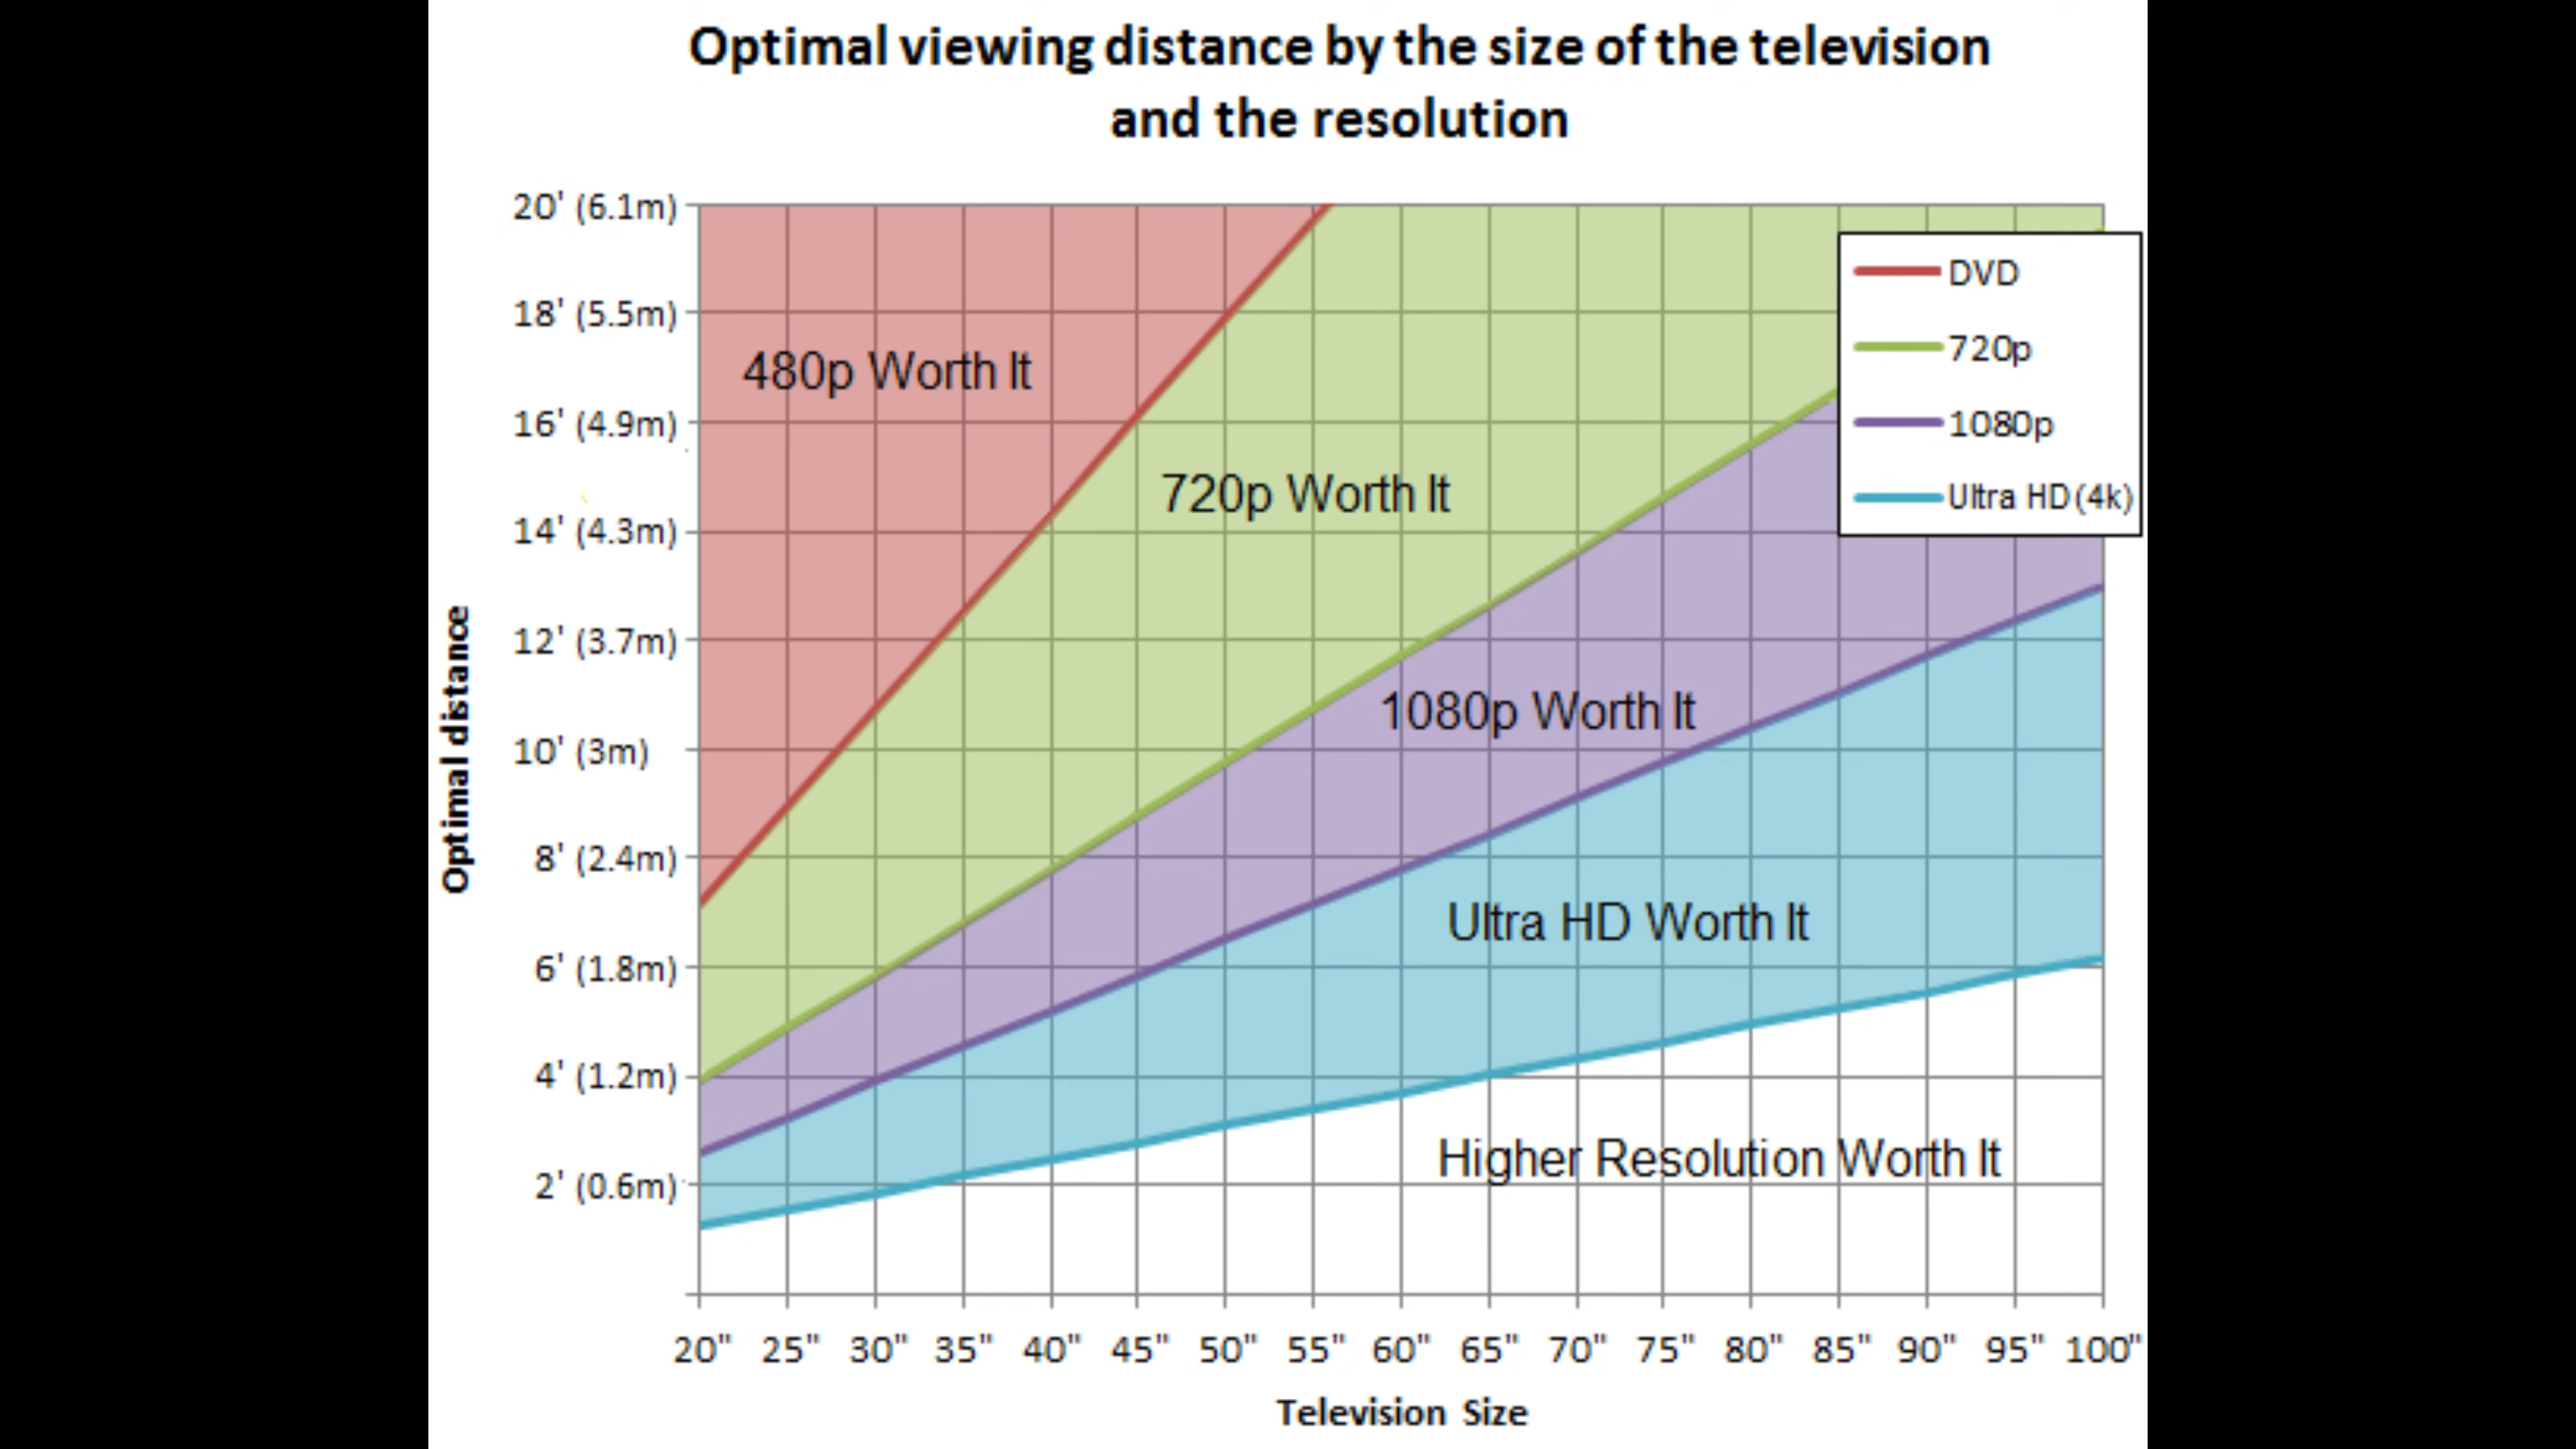 Optimal viewing distance by the size of the television
and the resolution
20' (6.1m)
18' (5.5m)
16' (4.9m)
14' (4.3m)
12' (3.7m)
10' (3m)
8' (2.4m)
6' (1.8m)
4' (1.2m)
2' (0.6m)
Optimal distance
480p Worth It
720p Worth It
1080p Worth It
Ultra HD Worth It
Higher Resolution Worth It
DVD
720p
1080p
Ultra HD (4k)
20" 25" 30" 35" 40" 45" 50" 55" 60" 65" 70" 75" 80" 85" 90" 95" 100"
Television Size